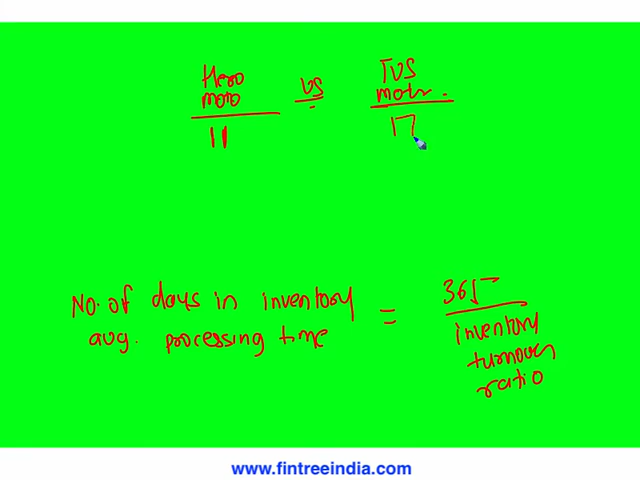 Hero vs TVS
moto motor.
11 17
No. of days in inventory = 365
avg. processing time inventory
turnover
ratio
www.fintreeindia.com